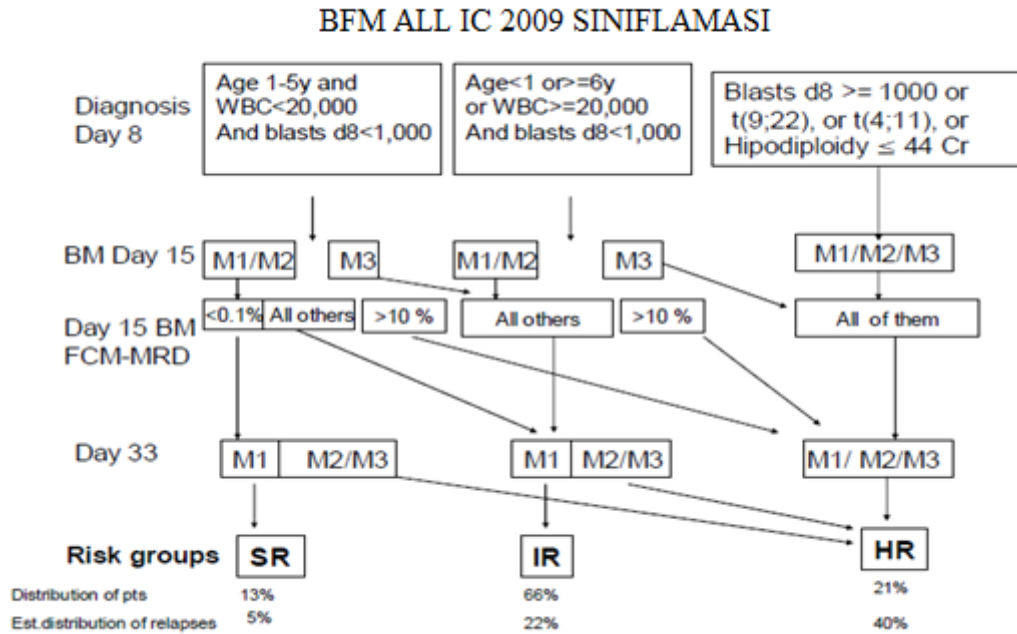 BFM ALL IC 2009 SINIFLAMASI
Diagnosis
Day 8
Age 1-5y and
WBC<20,000
And blasts d8<1,000
Age<1 or>=6y
or WBC>=20,000
And blasts d8<1,000
Blasts d8 >= 1000 or
t(9;22), or t(4;11), or
Hipodiploidy ≤ 44 Cr
BM Day 15
M1/M2
M3
M1/M2
M3
M1/M2/M3
Day 15 BM
FCM-MRD
<0.1%
All others
>10 %
All others
>10 %
All of them
Day 33
M1
M2/M3
M1
M2/M3
M1/ M2/M3
Risk groups
SR
IR
HR
Distribution of pts
13%
66%
21%
Est.distribution of relapses
5%
22%
40%